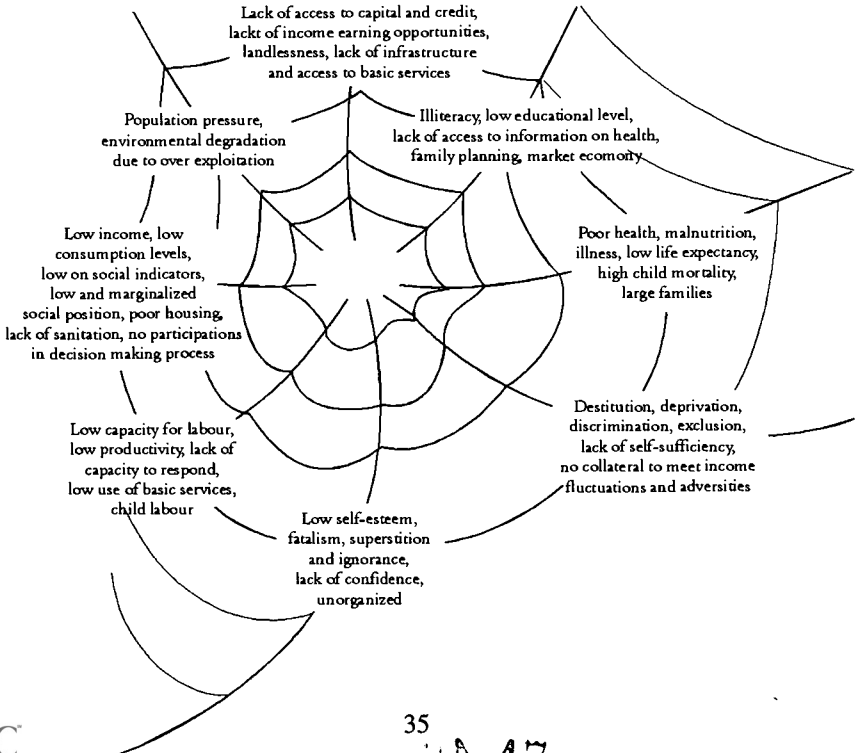 Lack of access to capital and credit,
lackt of income earning opportunities,
landlessness, lack of infrastructure
and access to basic services
Illiteracy, low educational level,
lack of access to information on health,
family planning, market ecomony
Poor health, malnutrition,
illness, low life expectancy,
high child mortality,
large families
Destitution, deprivation,
discrimination, exclusion,
lack of self-sufficiency,
no collateral to meet income
fluctuations and adversities
Low self-esteem,
fatalism, superstition
and ignorance,
lack of confidence,
unorganized
Low capacity for labour,
low productivity, lack of
capacity to respond,
low use of basic services,
child labour
Low income, low
consumption levels,
low on social indicators,
low and marginalized
social position, poor housing,
lack of sanitation, no participations
in decision making process
Population pressure,
environmental degradation
due to over exploitation
35